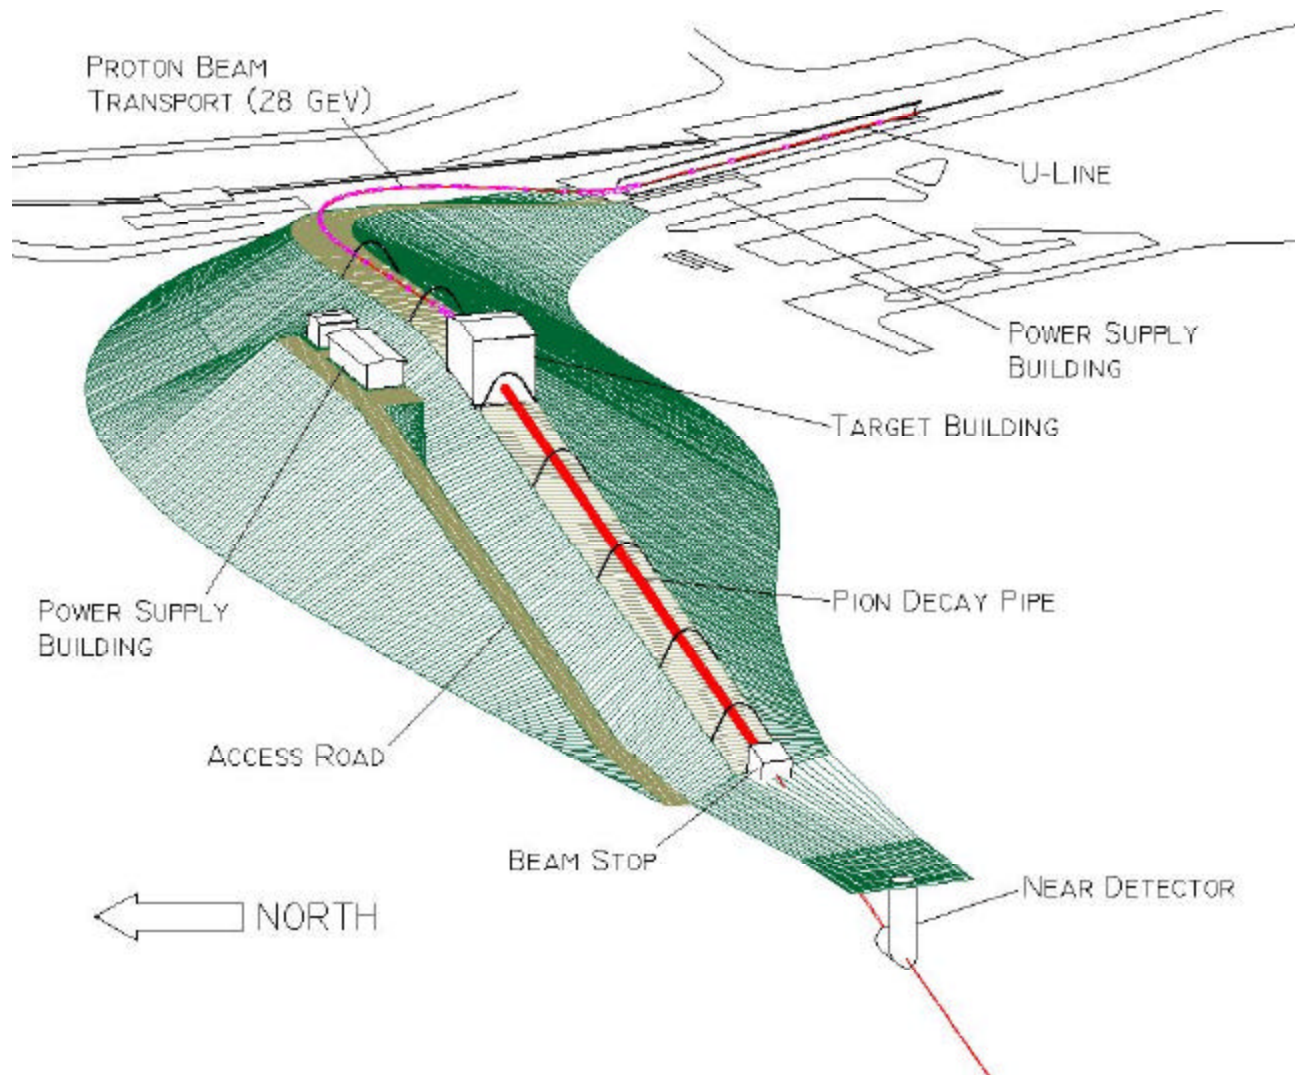 PROTON BEAM
TRANSPORT (28 GEV)
U-LINE
POWER SUPPLY
BUILDING
TARGET BUILDING
PION DECAY PIPE
POWER SUPPLY
BUILDING
ACCESS ROAD
BEAM STOP
NEAR DETECTOR
NORTH